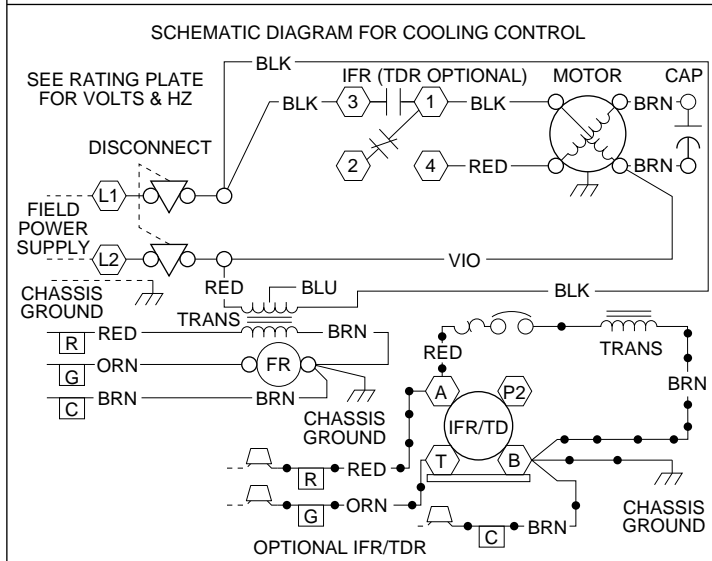 SCHEMATIC DIAGRAM FOR COOLING CONTROL
BLK
SEE RATING PLATE
FOR VOLTS & HZ
IFR (TDR OPTIONAL)
MOTOR
CAP
BLK
3
1
BLK
BRN
DISCONNECT
2
4
RED
BRN
L1
FIELD
POWER
SUPPLY
L2
VIO
RED
BLU
BLK
CHASSIS
GROUND
TRANS
R
RED
BRN
TRANS
G
ORN
FR
RED
BRN
C
BRN
BRN
A
P2
CHASSIS
GROUND
IFR/TD
T
B
R
RED
G
ORN
C
BRN
CHASSIS
GROUND
OPTIONAL IFR/TDR